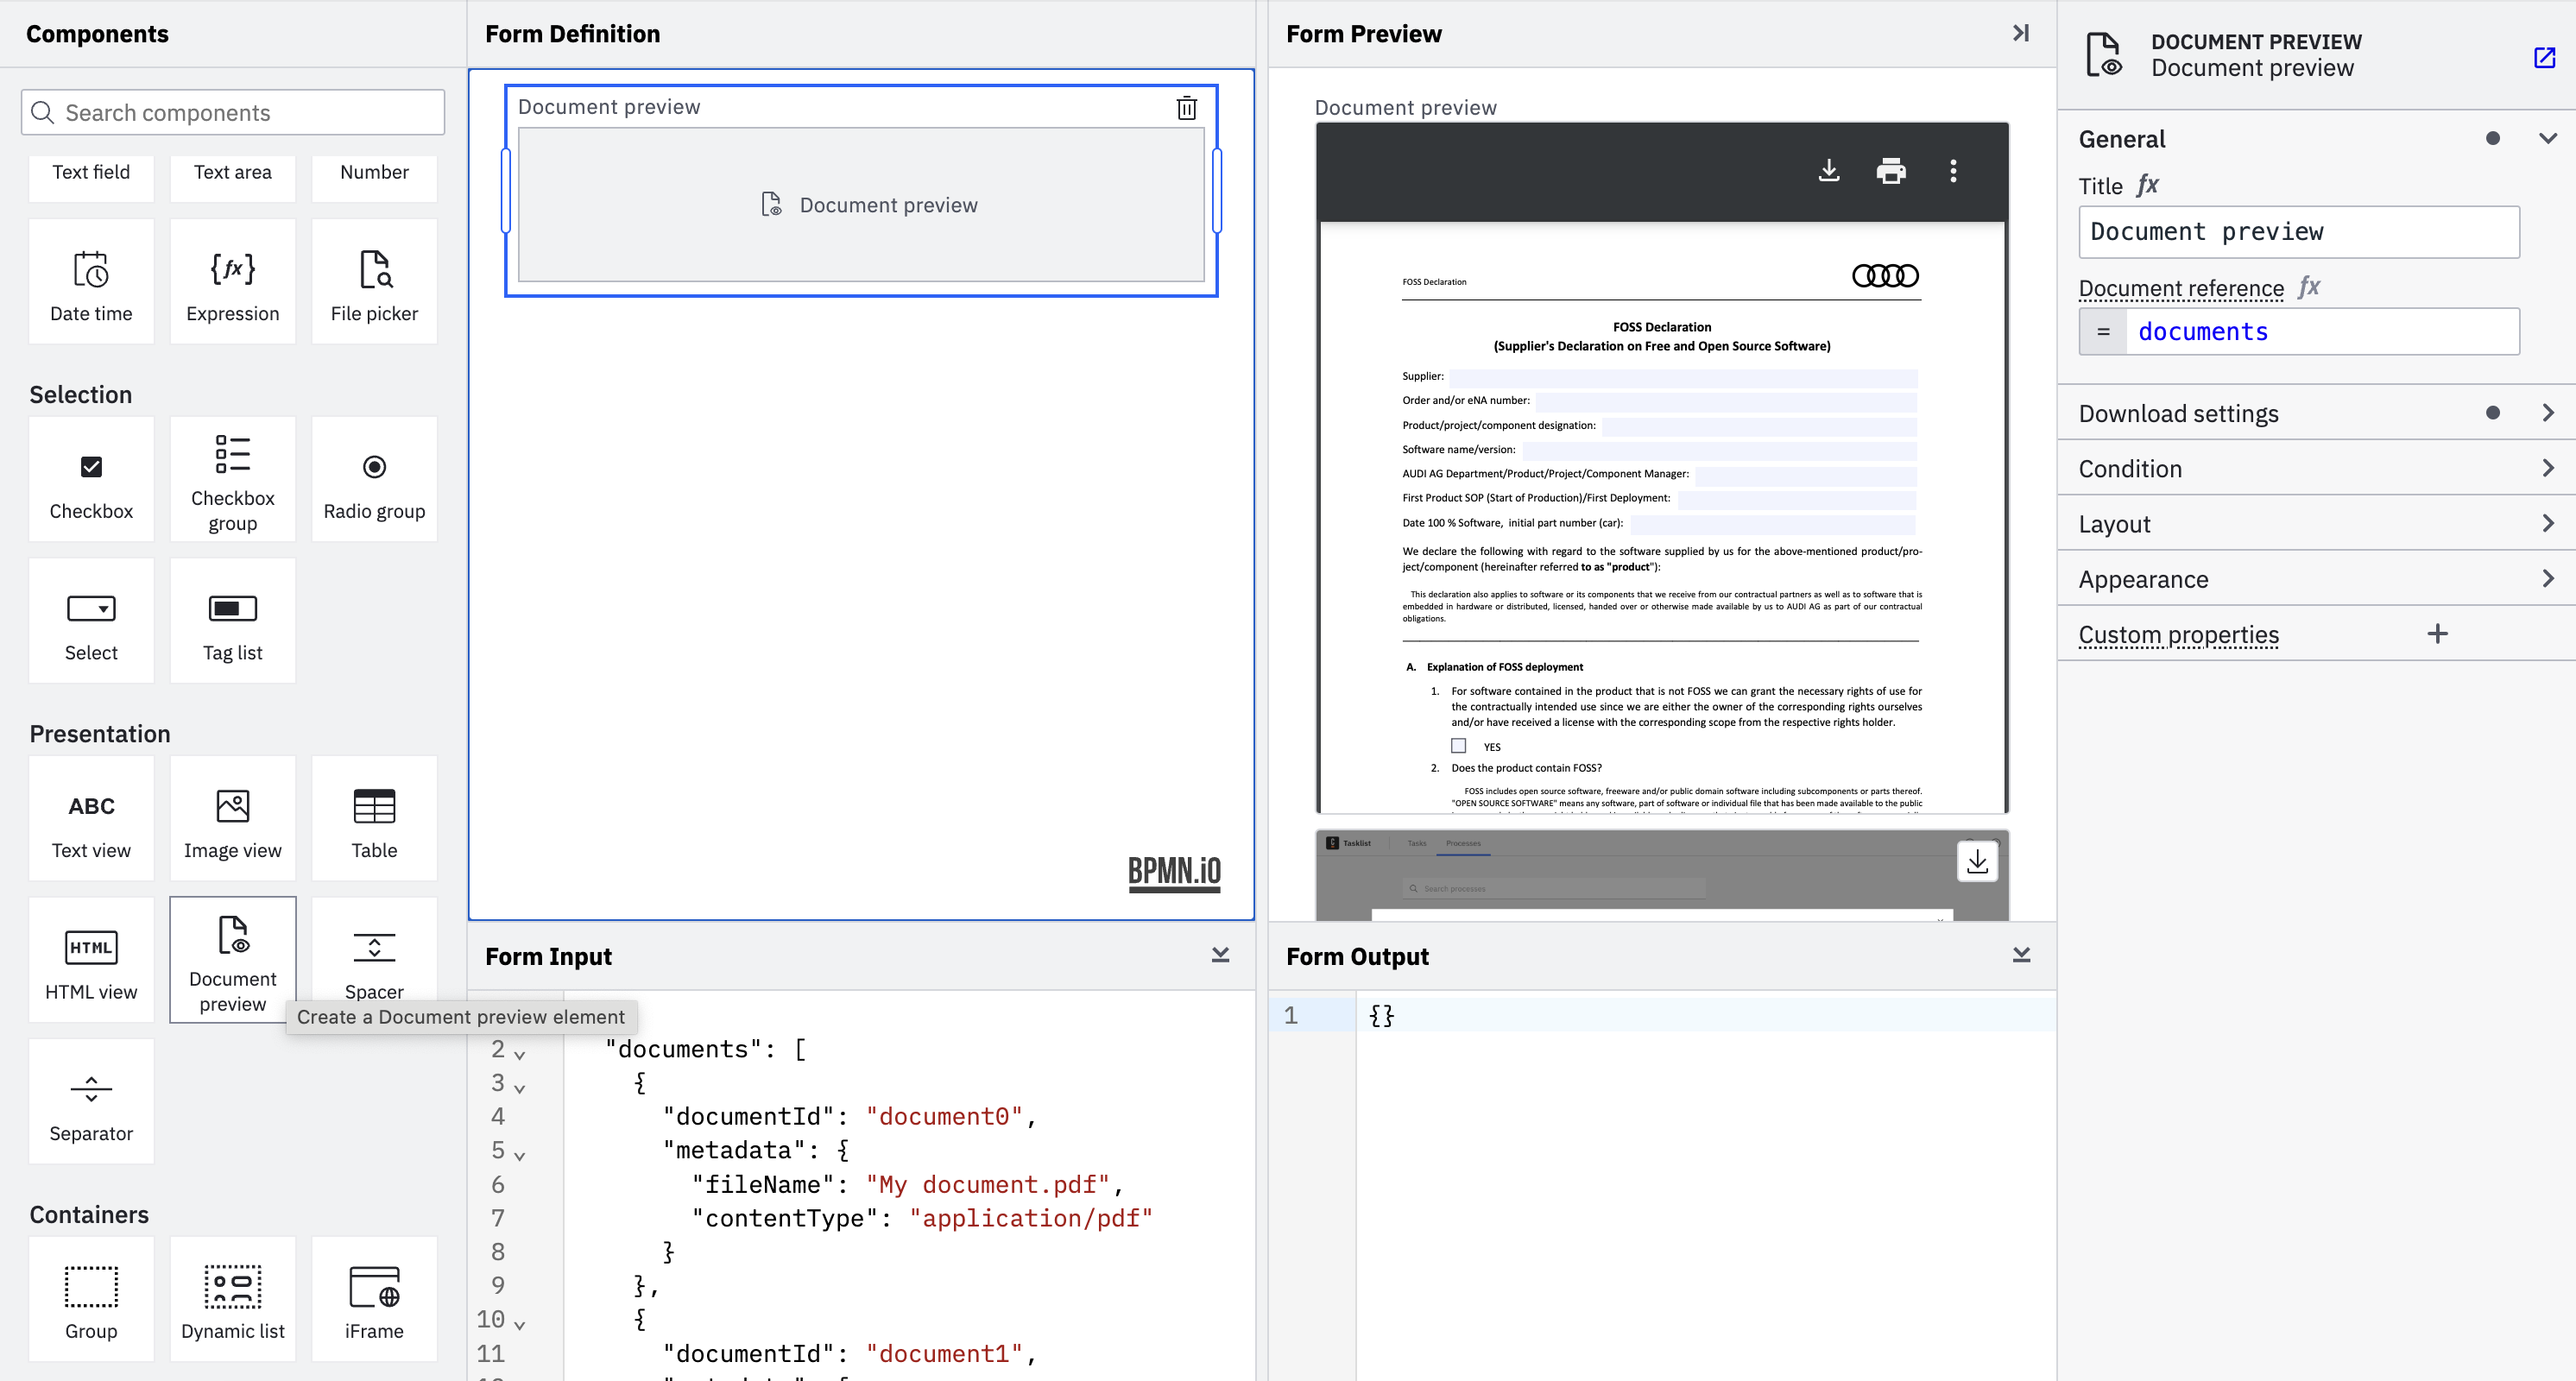 Components
Search components
Text field
Text area
Number
Date time
{fx}
Expression
File picker
Selection
Checkbox
Checkbox group
Radio group
Select
Tag list
Presentation
ABC
Text view
Image view
Table
HTML
HTML view
Document preview
Spacer
Create a Document preview element
Separator
Containers
Group
Dynamic list
iFrame
Form Definition
Document preview
Document preview
BPMN.iO
Form Input
2 "documents": [
3 {
4 "documentId": "document0",
5 "metadata": {
6 "fileName": "My document.pdf",
7 "contentType": "application/pdf"
8 }
9 },
10 {
11 "documentId": "document1",
Form Preview
Document preview
FOSS Declaration
FOSS Declaration
(Supplier's Declaration on Free and Open Source Software)
Supplier:
Order and/or eNA number:
Product/project/component designation:
Software name/version:
AUDI AG Department/Product/Project/Component Manager:
First Product SOP (Start of Production)/First Deployment:
Date 100 % Software, initial part number (car):
We declare the following with regard to the software supplied by us for the above-mentioned product/pro-
ject/component (hereinafter referred to as "product"):
This declaration also applies to software or its components that we receive from our contractual partners as well as to software that is
embedded in hardware or distributed, licensed, handed over or otherwise made available by us to AUDI AG as part of our contractual
obligations.
A. Explanation of FOSS deployment
1. For software contained in the product that is not FOSS we can grant the necessary rights of use for
the contractually intended use since we are either the owner of the corresponding rights ourselves
and/or have received a license with the corresponding scope from the respective rights holder.
YES
2. Does the product contain FOSS?
FOSS includes open source software, freeware and/or public domain software including subcomponents or parts thereof.
"OPEN SOURCE SOFTWARE" means any software, part of software or individual file that has been made available to the public
Tasklist
Tasks
Processes
Search processes
Form Output
1 {}
DOCUMENT PREVIEW
Document preview
General
Title fx
Document preview
Document reference fx
= documents
Download settings
Condition
Layout
Appearance
Custom properties